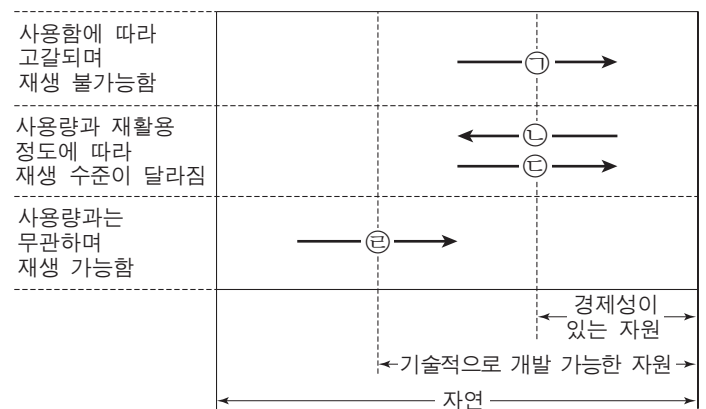 사용함에 따라
고갈되며
재생 불가능함
㉠
사용량과 재활용
정도에 따라
재생 수준이 달라짐
㉡
㉢
사용량과는
무관하며
재생 가능함
㉣
경제성이
있는 자원
기술적으로 개발 가능한 자원
자연